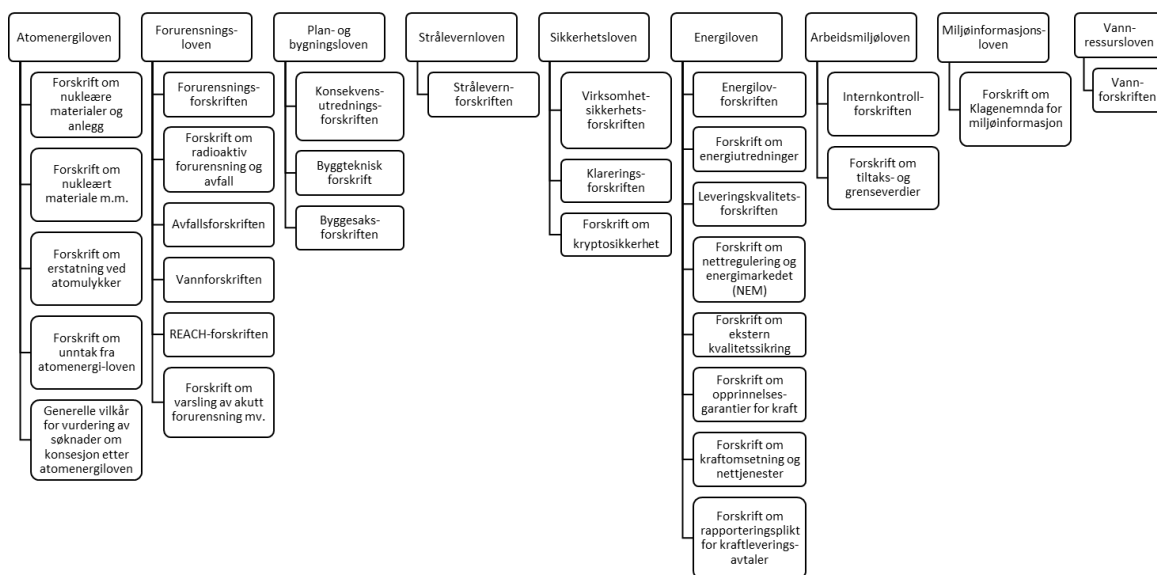 Atomenergiloven
Forskrift om
nukleære
materialer og
anlegg
Forskrift om
nukleært
materiale m.m.
Forskrift om
erstatning ved
atomulykker
Forskrift om
unntak fra
atomenergi-loven
Generelle vilkår
for vurdering av
søknader om
konsesjon etter
atomenergiloven
Forurensnings-
loven
Forurensnings-
forskriften
Forskrift om
radioaktiv
forurensning og
avfall
Avfallsforskriften
Vannforskriften
REACH-forskriften
Forskrift om
varsling av akutt
forurensning mv.
Plan- og
bygningsloven
Konsekvens-
utrednings-
forskriften
Byggteknisk
forskrift
Byggesaks-
forskriften
Strålevernloven
Strålevern-
forskriften
Sikkerhetsloven
Virksomhet-
sikkerhets-
forskriften
Klarerings-
forskriften
Forskrift om
kryptosikkerhet
Energiloven
Energilov-
forskriften
Forskrift om
energiutredninger
Leveringskvalitets-
forskriften
Forskrift om
nettregulering og
energimarkedet
(NEM)
Forskrift om
ekstern
kvalitetssikring
Forskrift om
opprinnelses-
garantier for kraft
Forskrift om
kraftomsetning og
nettjenester
Forskrift om
rapporteringsplikt
for kraftleverings-
avtaler
Arbeidsmiljøloven
Internkontroll-
forskriften
Forskrift om
tiltaks- og
grenseverdier
Miljøinformasjons-
loven
Forskrift om
Klagenemnda for
miljøinformasjon
Vann-
ressursloven
Vann-
forskriften